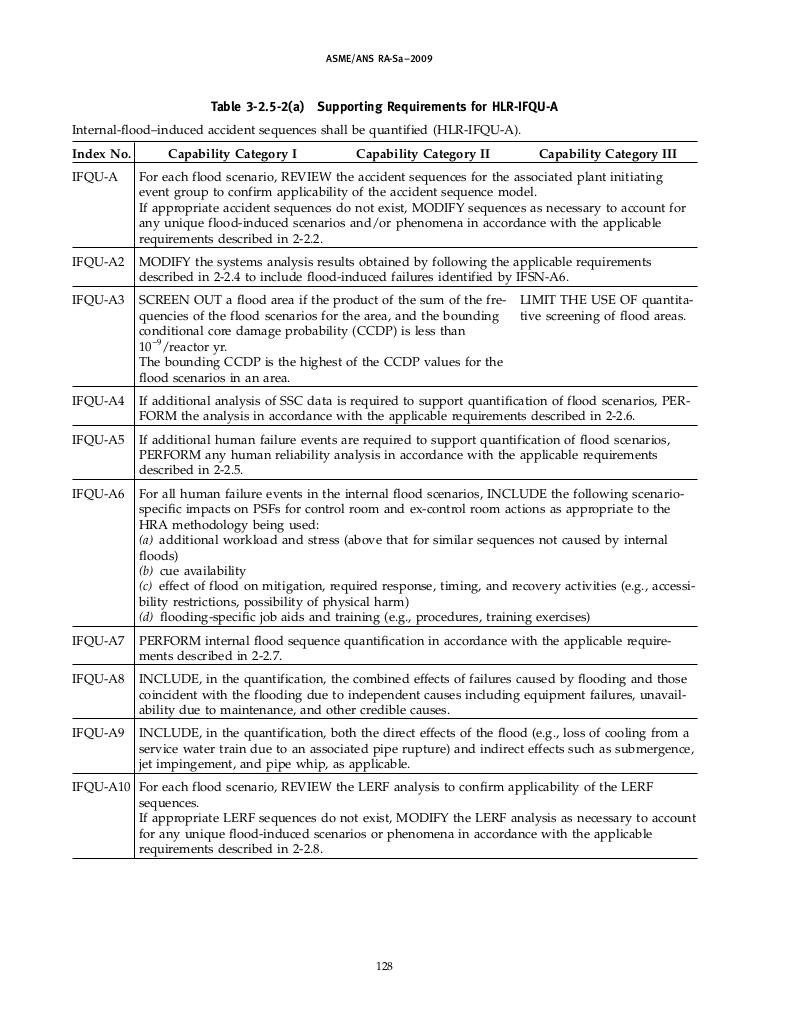 ASME/ANS RA-Sa–2009
Table 3-2.5-2(a) Supporting Requirements for HLR-IFQU-A
Internal-flood–induced accident sequences shall be quantified (HLR-IFQU-A).
Index No. Capability Category I Capability Category II Capability Category III
IFQU-A For each flood scenario, REVIEW the accident sequences for the associated plant initiating
event group to confirm applicability of the accident sequence model.
If appropriate accident sequences do not exist, MODIFY sequences as necessary to account for
any unique flood-induced scenarios and/or phenomena in accordance with the applicable
requirements described in 2-2.2.
IFQU-A2 MODIFY the systems analysis results obtained by following the applicable requirements
described in 2-2.4 to include flood-induced failures identified by IFSN-A6.
IFQU-A3 SCREEN OUT a flood area if the product of the sum of the fre- LIMIT THE USE OF quantita-
quencies of the flood scenarios for the area, and the bounding tive screening of flood areas.
conditional core damage probability (CCDP) is less than
10⁻⁹/reactor yr.
The bounding CCDP is the highest of the CCDP values for the
flood scenarios in an area.
IFQU-A4 If additional analysis of SSC data is required to support quantification of flood scenarios, PER-
FORM the analysis in accordance with the applicable requirements described in 2-2.6.
IFQU-A5 If additional human failure events are required to support quantification of flood scenarios,
PERFORM any human reliability analysis in accordance with the applicable requirements
described in 2-2.5.
IFQU-A6 For all human failure events in the internal flood scenarios, INCLUDE the following scenario-
specific impacts on PSFs for control room and ex-control room actions as appropriate to the
HRA methodology being used:
(a) additional workload and stress (above that for similar sequences not caused by internal
floods)
(b) cue availability
(c) effect of flood on mitigation, required response, timing, and recovery activities (e.g., accessi-
bility restrictions, possibility of physical harm)
(d) flooding-specific job aids and training (e.g., procedures, training exercises)
IFQU-A7 PERFORM internal flood sequence quantification in accordance with the applicable require-
ments described in 2-2.7.
IFQU-A8 INCLUDE, in the quantification, the combined effects of failures caused by flooding and those
coincident with the flooding due to independent causes including equipment failures, unavail-
ability due to maintenance, and other credible causes.
IFQU-A9 INCLUDE, in the quantification, both the direct effects of the flood (e.g., loss of cooling from a
service water train due to an associated pipe rupture) and indirect effects such as submergence,
jet impingement, and pipe whip, as applicable.
IFQU-A10 For each flood scenario, REVIEW the LERF analysis to confirm applicability of the LERF
sequences.
If appropriate LERF sequences do not exist, MODIFY the LERF analysis as necessary to account
for any unique flood-induced scenarios or phenomena in accordance with the applicable
requirements described in 2-2.8.
128